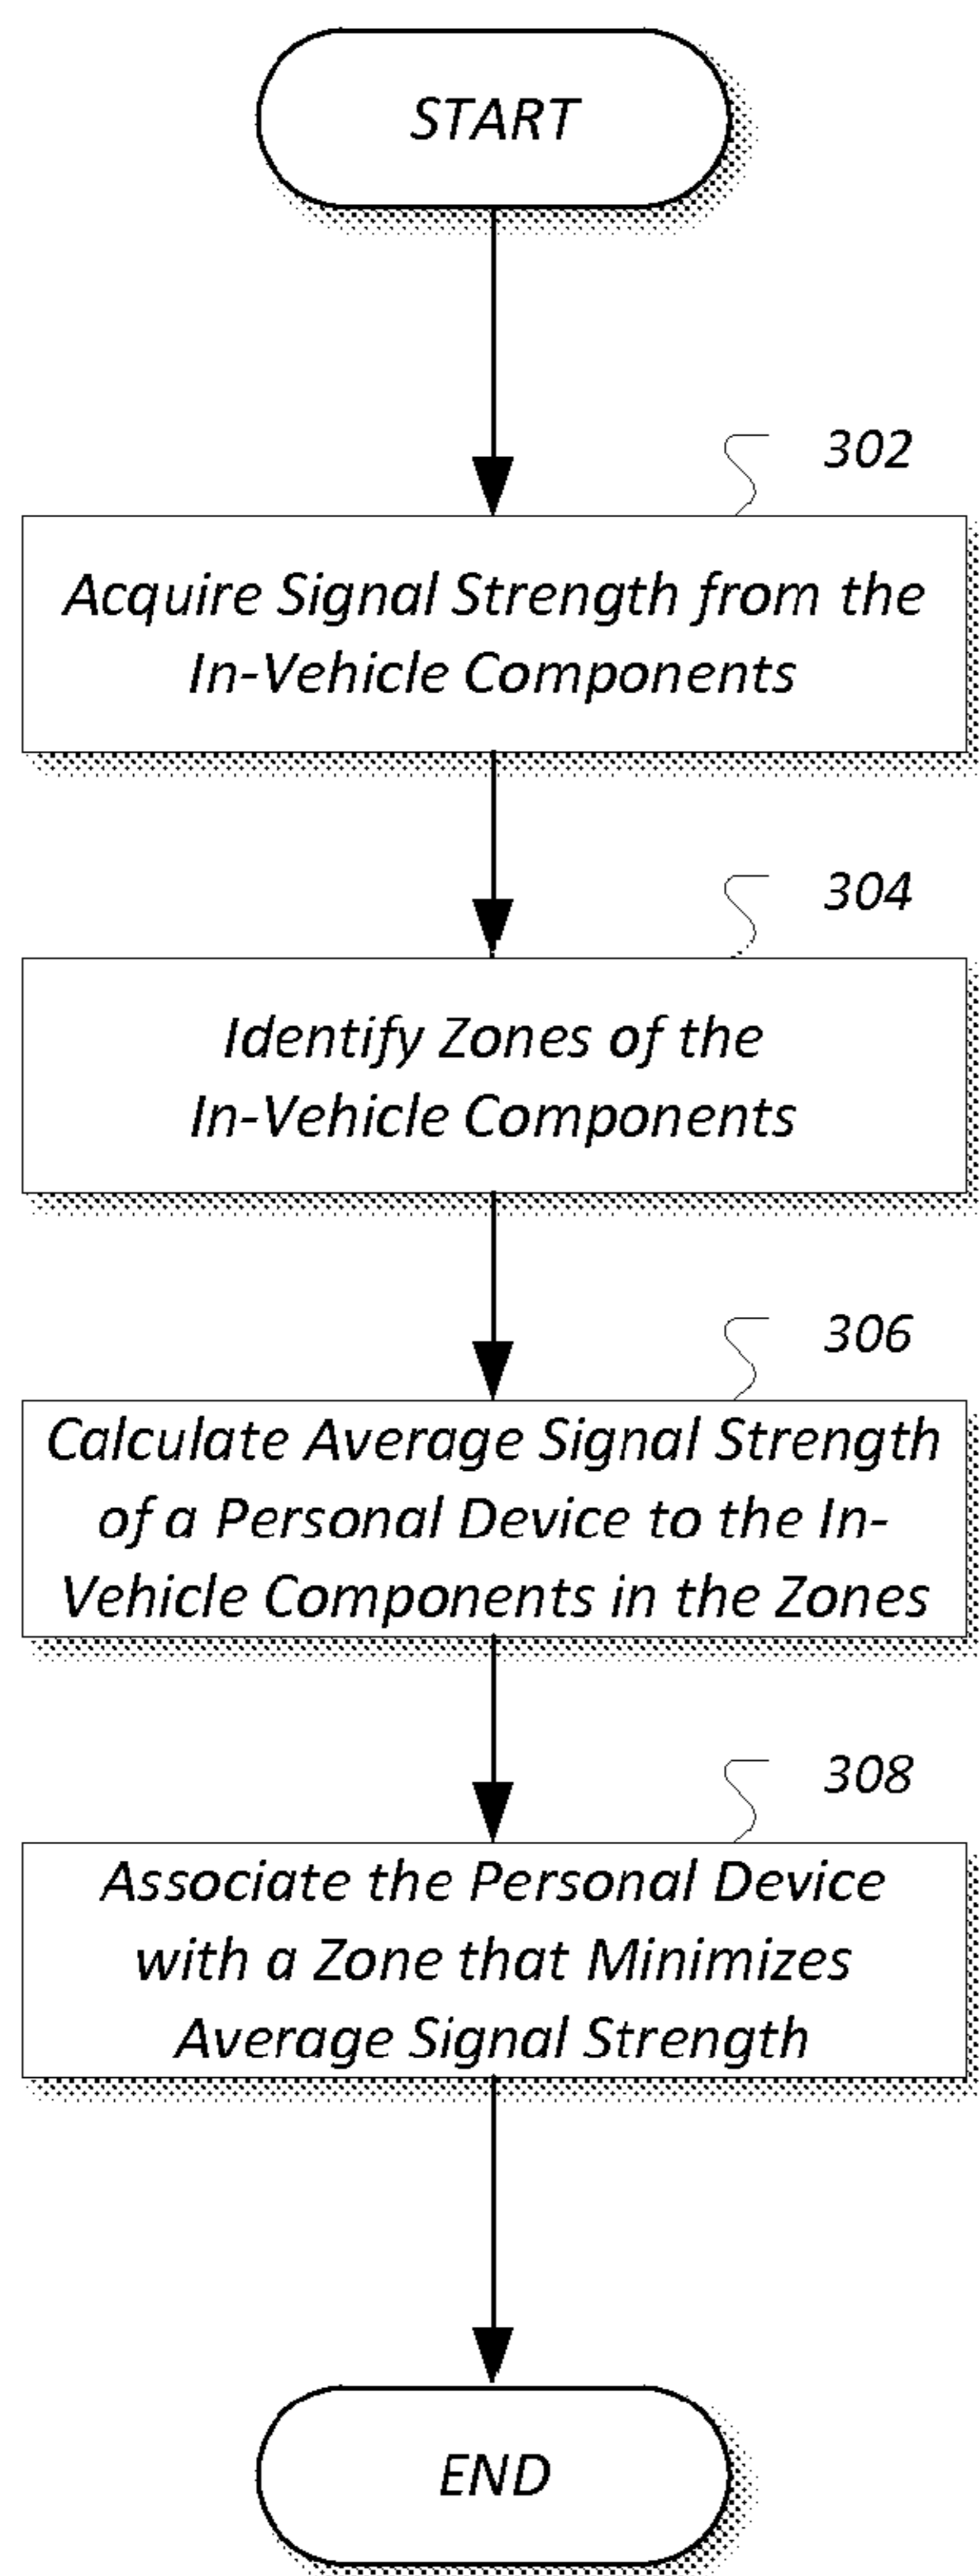 START
302
Acquire Signal Strength from the
In-Vehicle Components
304
Identify Zones of the
In-Vehicle Components
306
Calculate Average Signal Strength
of a Personal Device to the In-
Vehicle Components in the Zones
308
Associate the Personal Device
with a Zone that Minimizes
Average Signal Strength
END